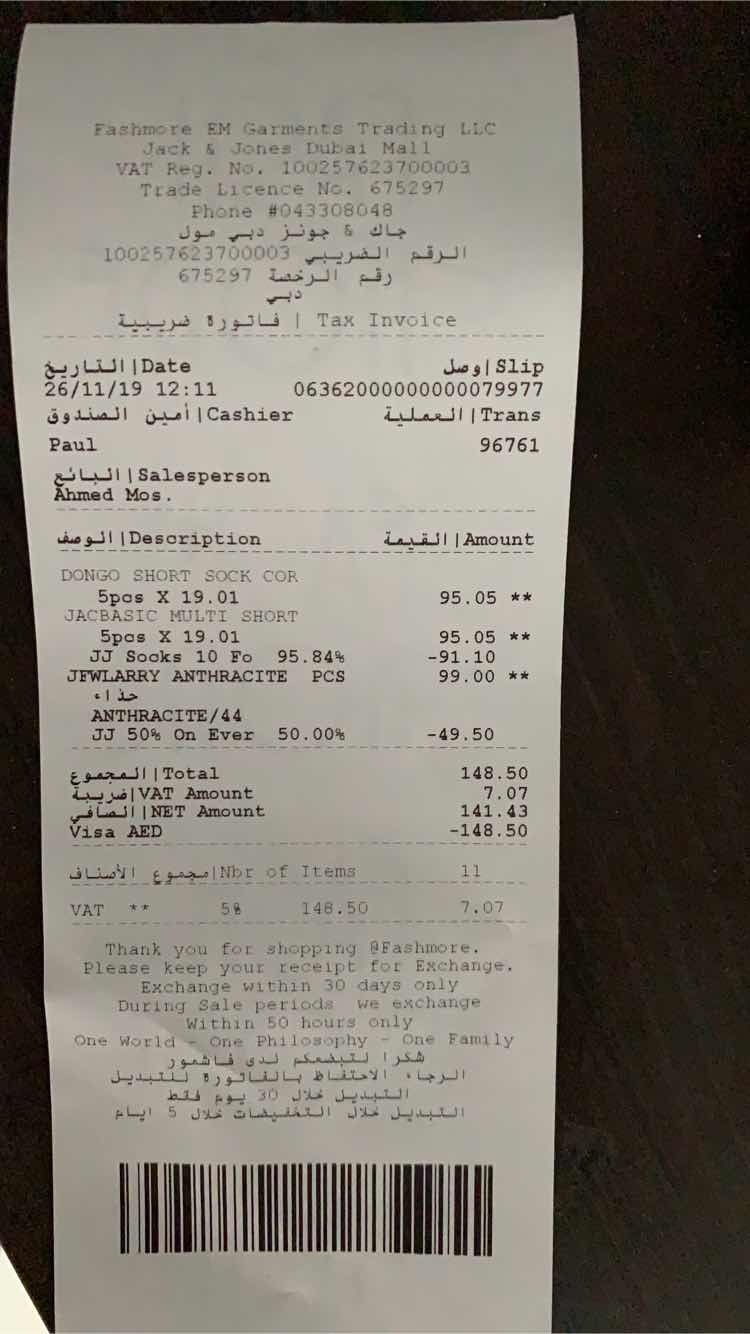 Fashmore EM Garments Trading LLC
Jack & Jones Dubai Mall
VAT Reg. No. 100257623700003
Trade Licence No. 675297
Phone #043308048
جاك & جونز دبي مول
الرقم الضريبي 100257623700003
رقم الرخصة 675297
دبي
فاتورة ضريبية | Tax Invoice
التاريخ|Date وصل|Slip
26/11/19 12:11 06362000000000079977
أمين الصندوق|Cashier العملية|Trans
Paul 96761
البائع|Salesperson
Ahmed Mos.
الوصف|Description القيمة|Amount
DONGO SHORT SOCK COR
5pcs X 19.01 95.05 **
JACBASIC MULTI SHORT
5pcs X 19.01 95.05 **
JJ Socks 10 Fo 95.84% -91.10
JFWLARRY ANTHRACITE PCS 99.00 **
حذاء
ANTHRACITE/44
JJ 50% On Ever 50.00% -49.50
المجموع|Total 148.50
ضريبة|VAT Amount 7.07
الصافي|NET Amount 141.43
Visa AED -148.50
مجموع الأصناف|Nbr of Items 11
VAT ** 5% 148.50 7.07
Thank you for shopping @Fashmore.
Please keep your receipt for Exchange.
Exchange within 30 days only
During Sale periods we exchange
Within 50 hours only
One World - One Philosophy - One Family
شكرا لتبضعكم لدى فاشمور
الرجاء الاحتفاظ بالفاتورة للتبديل
التبديل خلال 30 يوم فقط
التبديل خلال التخفيضات خلال 5 ايام